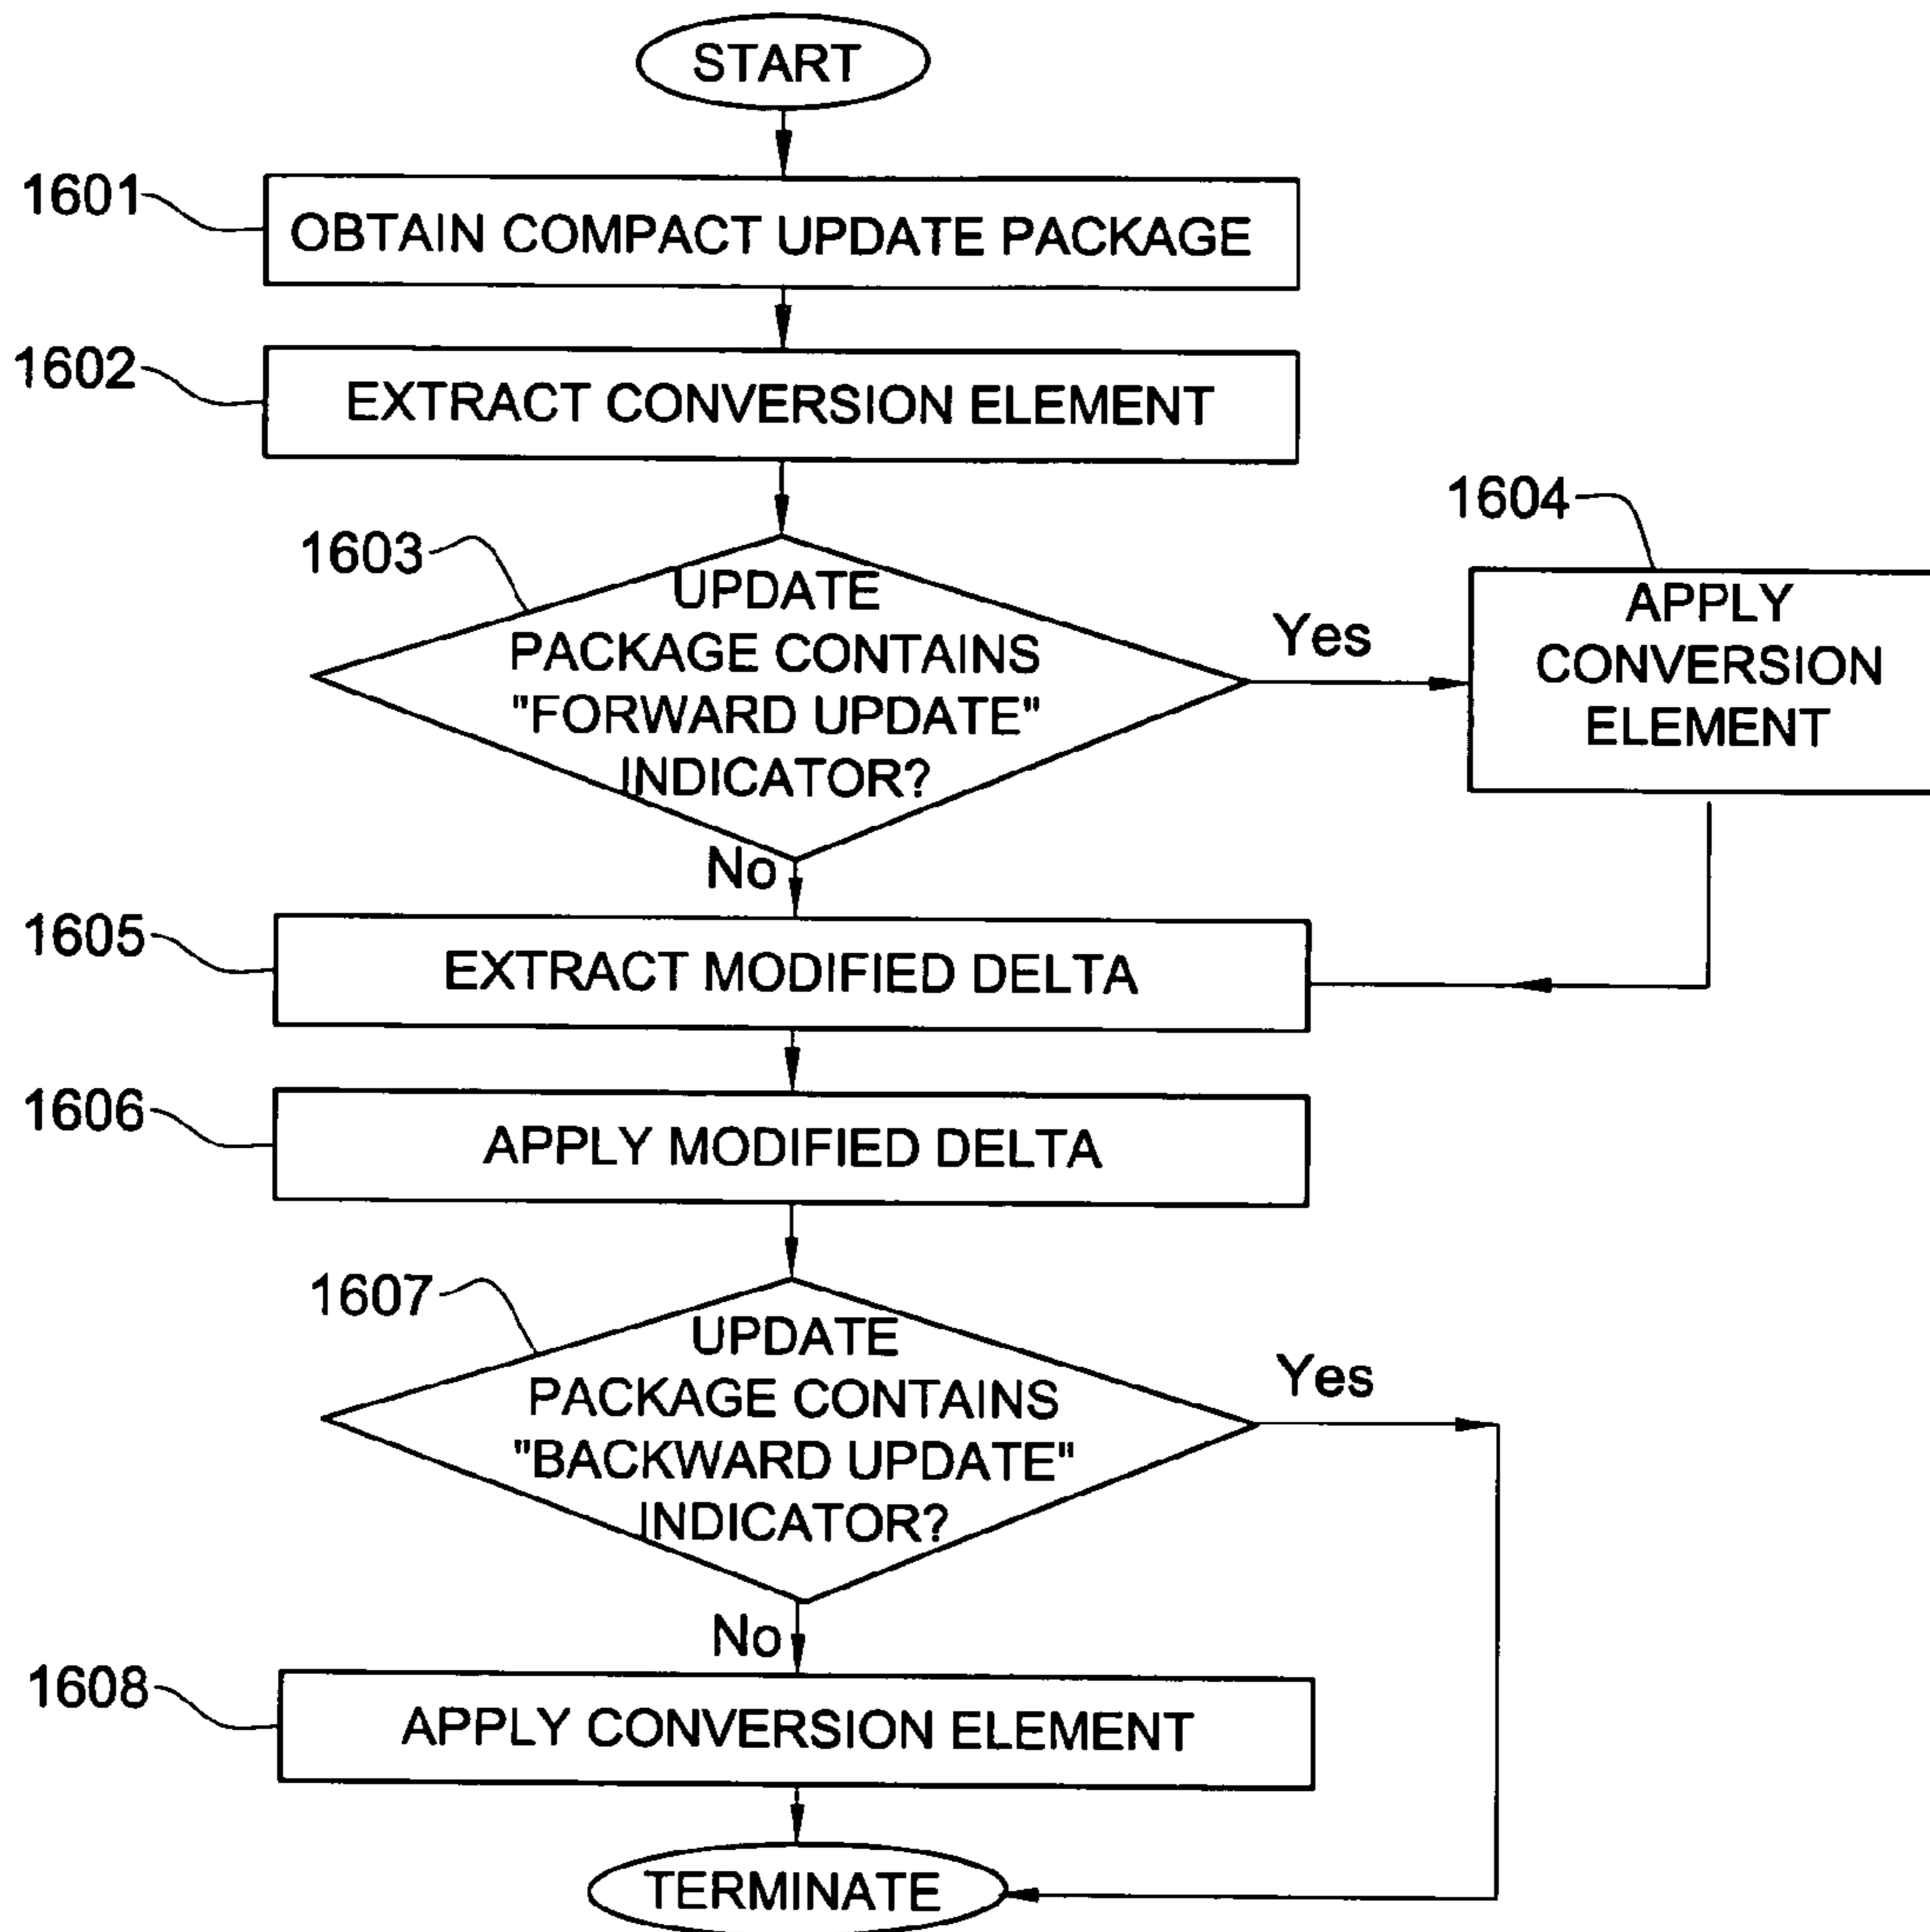 START
1601
OBTAIN COMPACT UPDATE PACKAGE
1602
EXTRACT CONVERSION ELEMENT
1603
UPDATE
PACKAGE CONTAINS
"FORWARD UPDATE"
INDICATOR?
Yes
1604
APPLY
CONVERSION
ELEMENT
No
1605
EXTRACT MODIFIED DELTA
1606
APPLY MODIFIED DELTA
1607
UPDATE
PACKAGE CONTAINS
"BACKWARD UPDATE"
INDICATOR?
Yes
No
1608
APPLY CONVERSION ELEMENT
TERMINATE